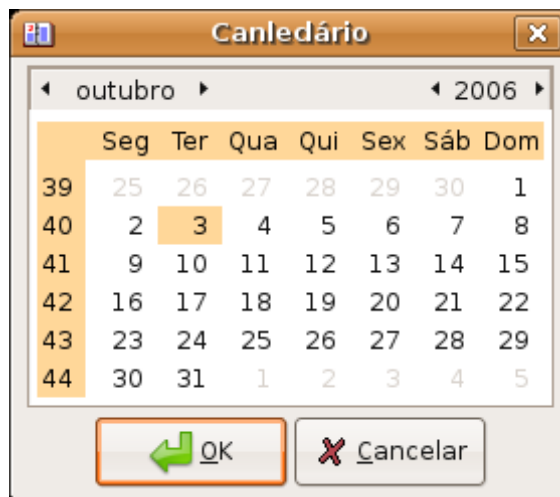 Canledário
outubro 2006
Seg Ter Qua Qui Sex Sáb Dom
39 25 26 27 28 29 30 1
40 2 3 4 5 6 7 8
41 9 10 11 12 13 14 15
42 16 17 18 19 20 21 22
43 23 24 25 26 27 28 29
44 30 31 1 2 3 4 5
OK Cancelar